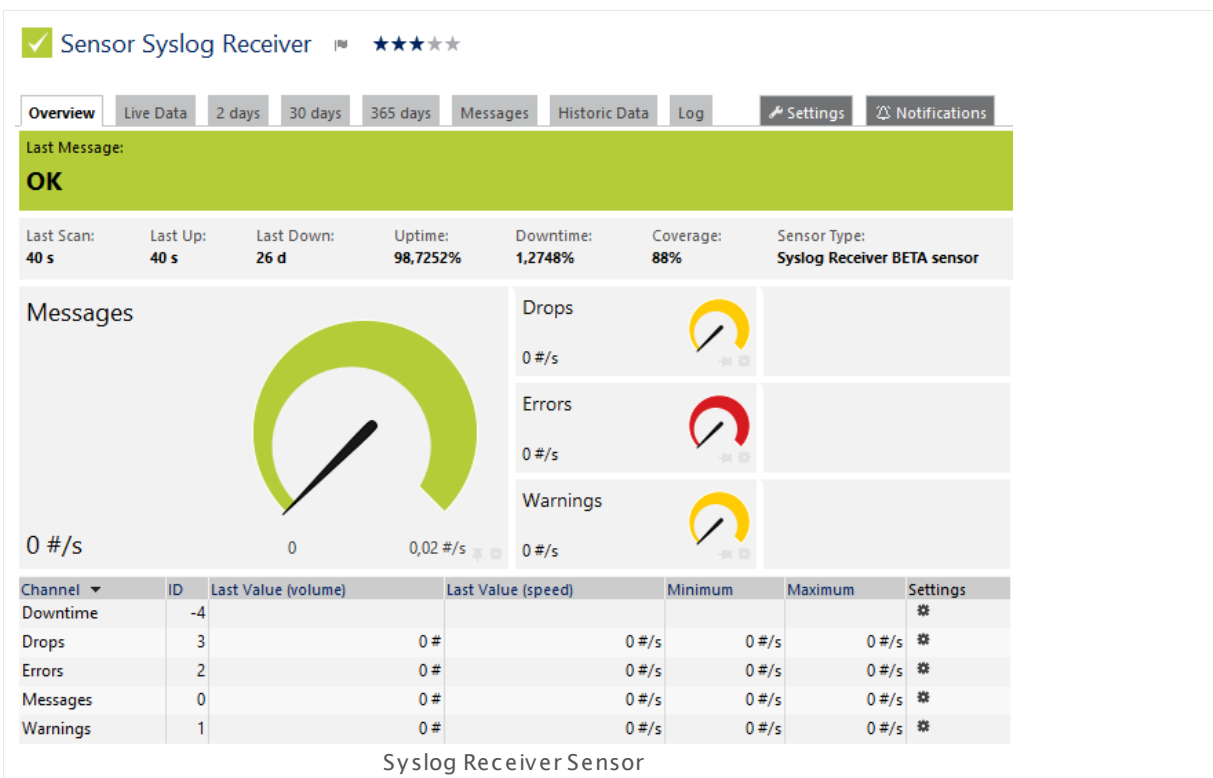 Sensor Syslog Receiver
Overview Live Data 2 days 30 days 365 days Messages Historic Data Log Settings Notifications
Last Message:
OK
Last Scan: Last Up: Last Down: Uptime: Downtime: Coverage: Sensor Type:
40 s 40 s 26 d 98,7252% 1,2748% 88% Syslog Receiver BETA sensor
Messages
0 #/s 0 0,02 #/s
Drops
0 #/s
Errors
0 #/s
Warnings
0 #/s
Channel ID Last Value (volume) Last Value (speed) Minimum Maximum Settings
Downtime -4
Drops 3 0 # 0 #/s 0 #/s 0 #/s
Errors 2 0 # 0 #/s 0 #/s 0 #/s
Messages 0 0 # 0 #/s 0 #/s 0 #/s
Warnings 1 0 # 0 #/s 0 #/s 0 #/s
Syslog Receiver Sensor